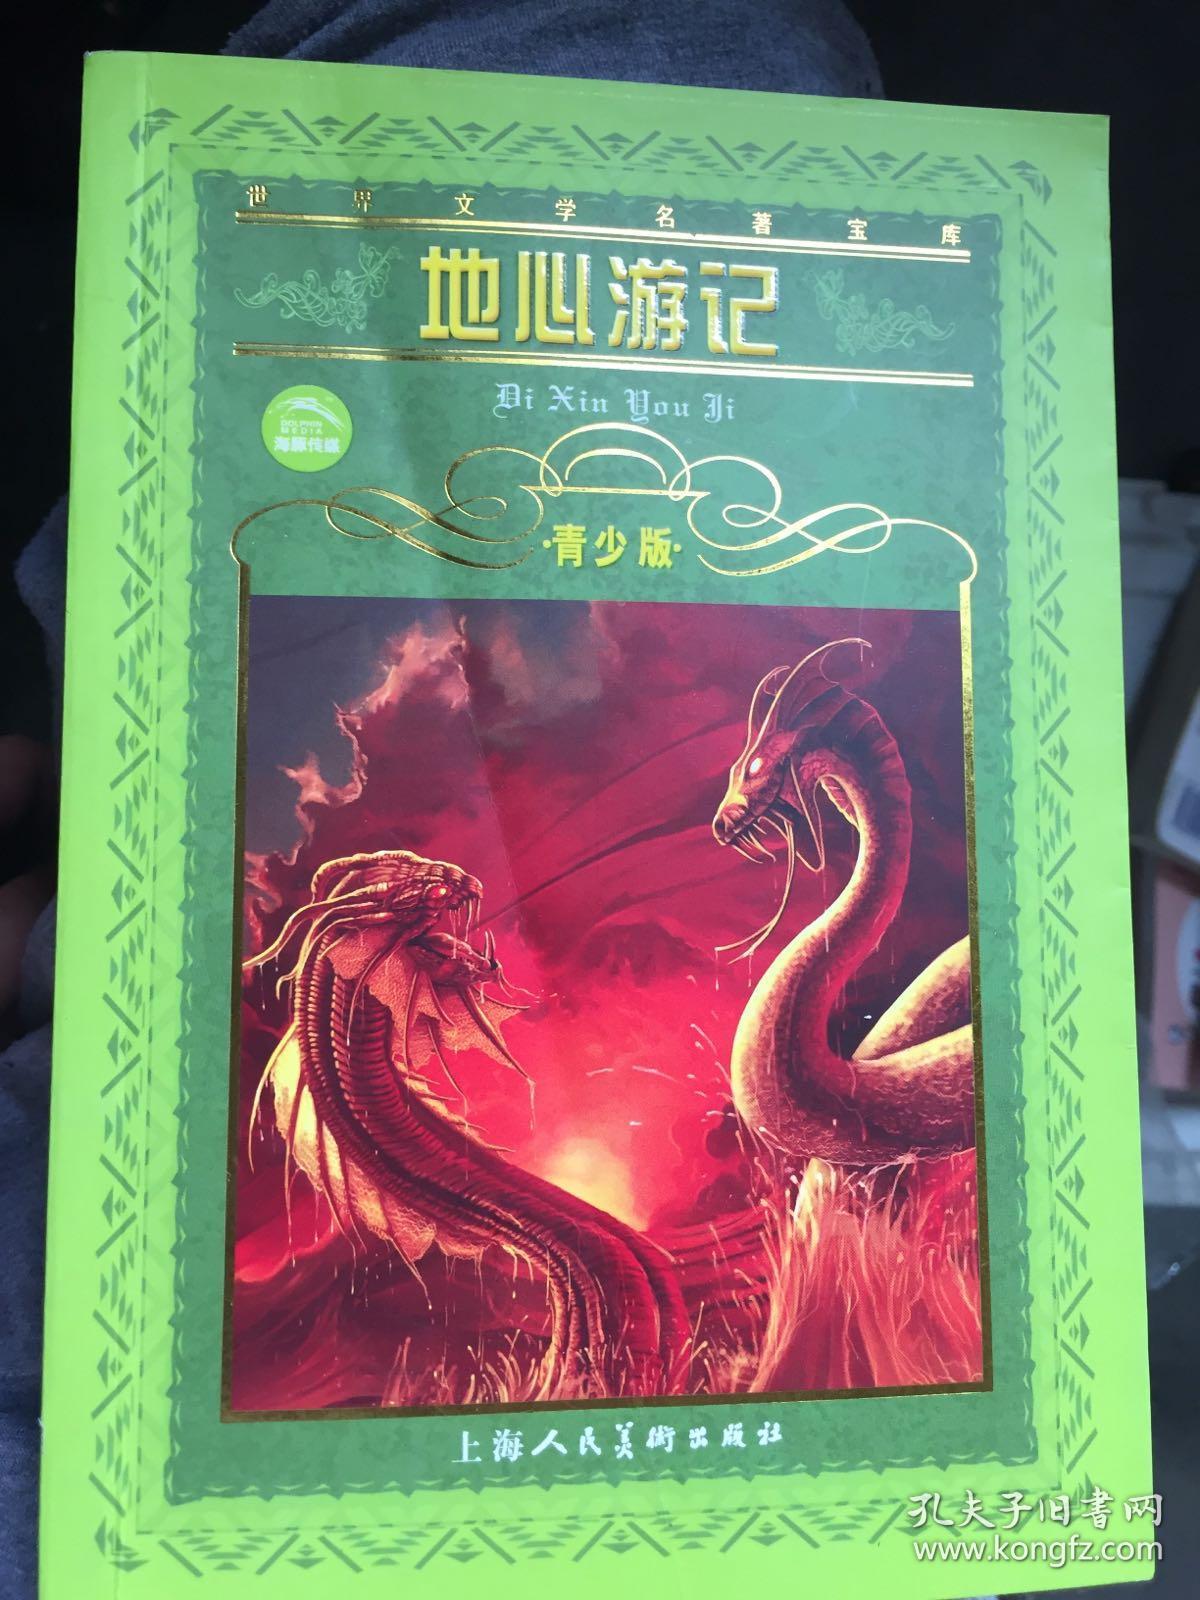 世界文学名著宝库
地心游记
Di Xin You Ji
DOLPHIN
MEDIA
海豚传媒
·青少版·
上海人民美術出版社
孔夫子旧书网
www.kongfz.com